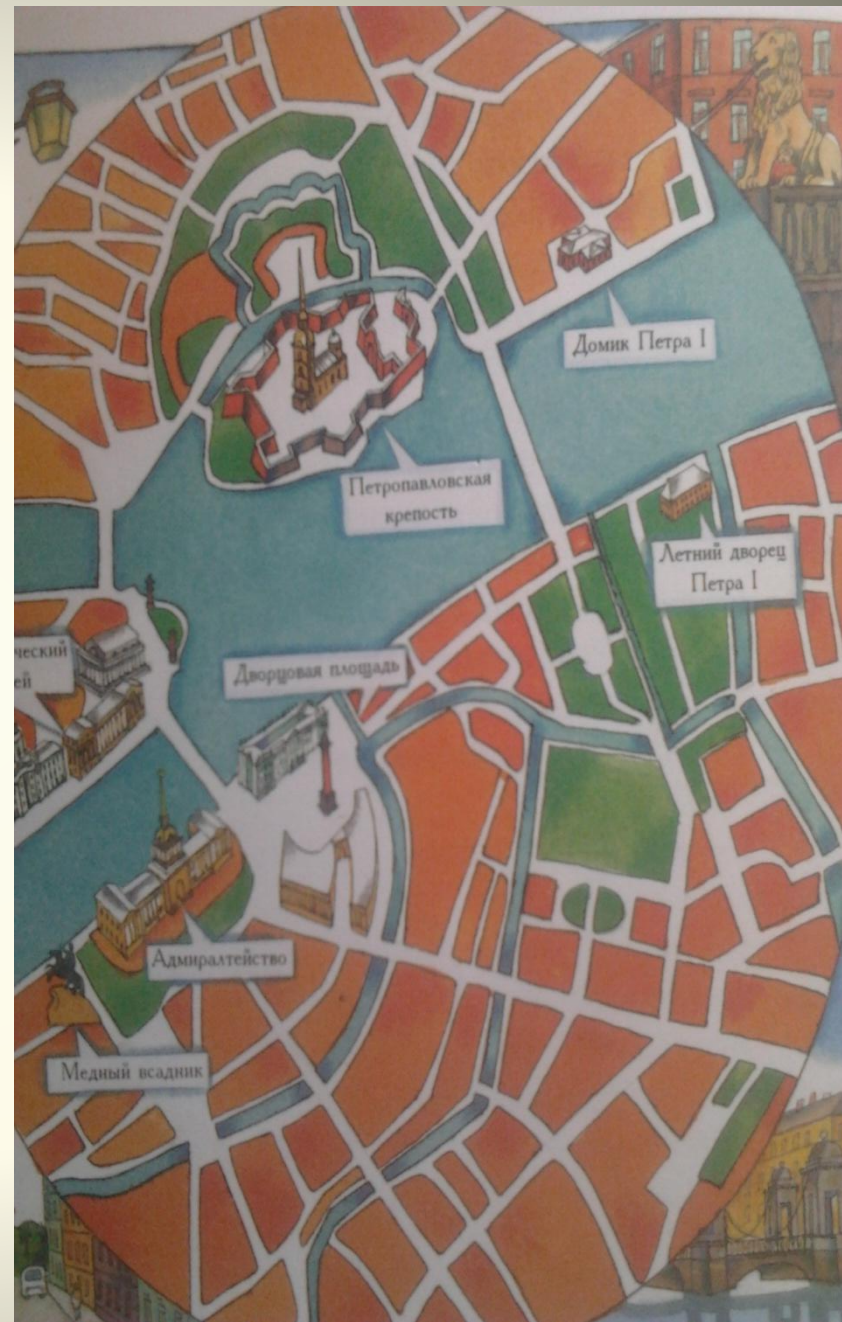 Домик Петра I
Петропавловская
крепость
Летний дворец
Петра I
Дворцовая площадь
Адмиралтейство
Медный всадник